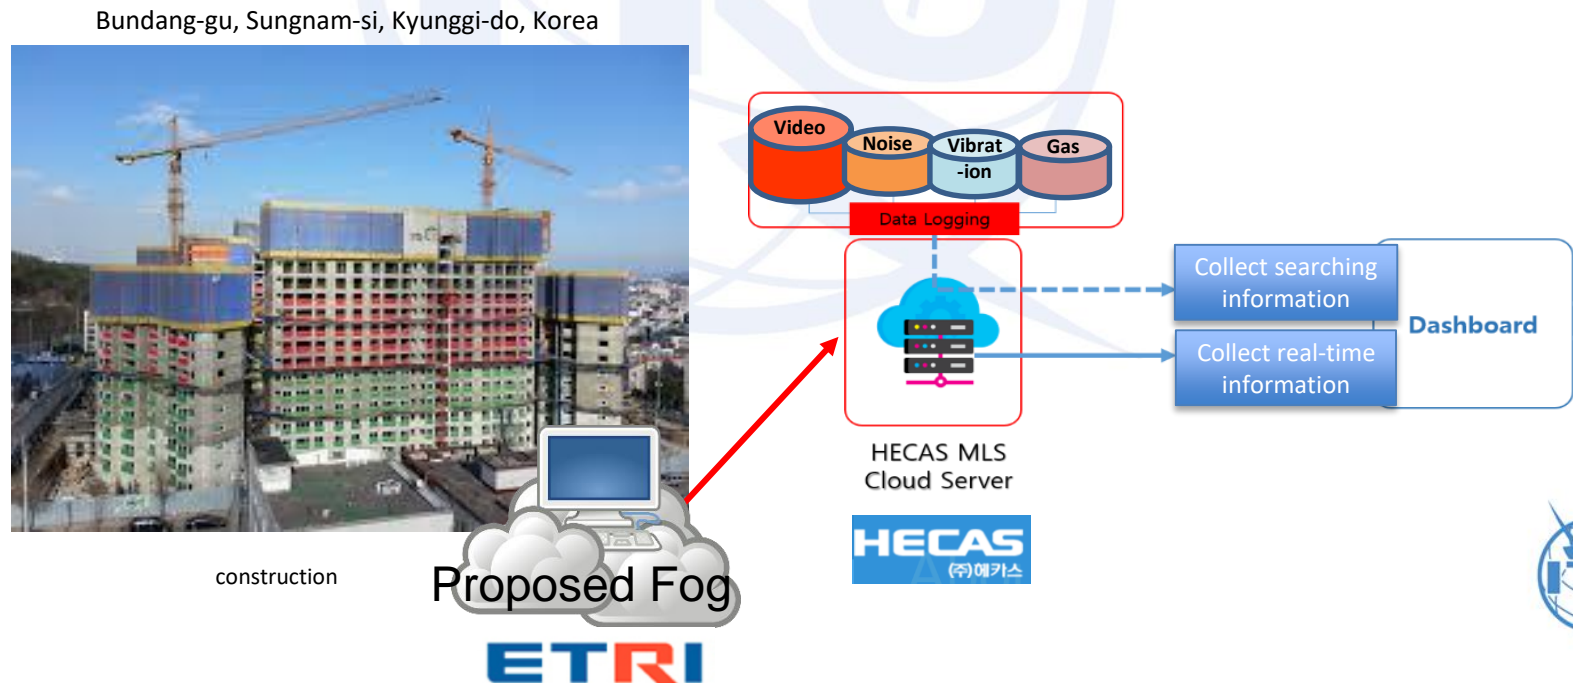 Bundang-gu, Sungnam-si, Kyunggi-do, Korea
Video
Noise
Vibrat
-ion
Gas
Data Logging
Collect searching
information
Collect real-time
information
Dashboard
HECAS MLS
Cloud Server
HECAS
(주)헤카스
construction
Proposed Fog
ETRI